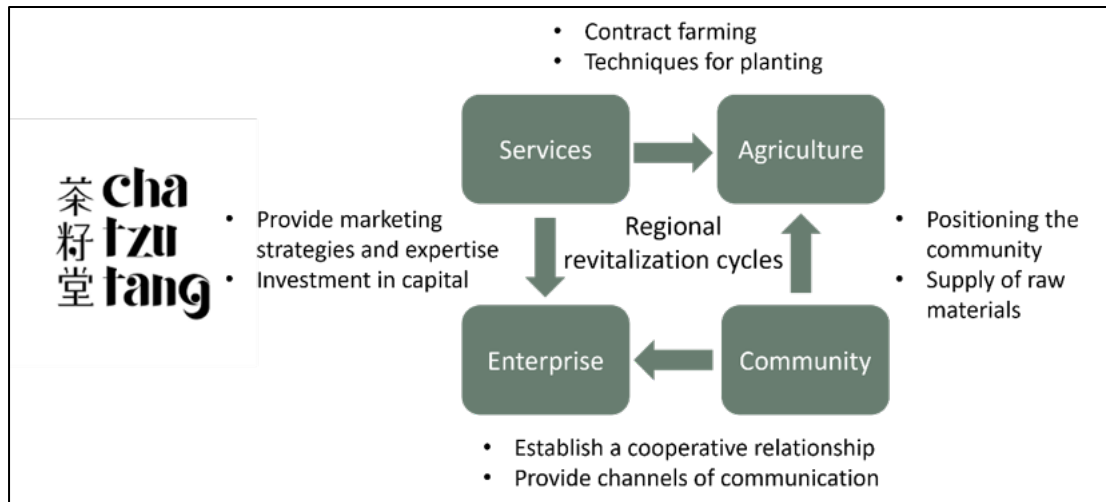 • Contract farming
• Techniques for planting
Services
Agriculture
茶 cha
籽 tzu
堂 tang
• Provide marketing
strategies and expertise
• Investment in capital
Regional
revitalization cycles
• Positioning the
community
• Supply of raw
materials
Enterprise
Community
• Establish a cooperative relationship
• Provide channels of communication